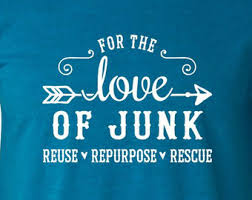 FOR THE
love
OF JUNK
REUSE ♥ REPURPOSE ♥ RESCUE